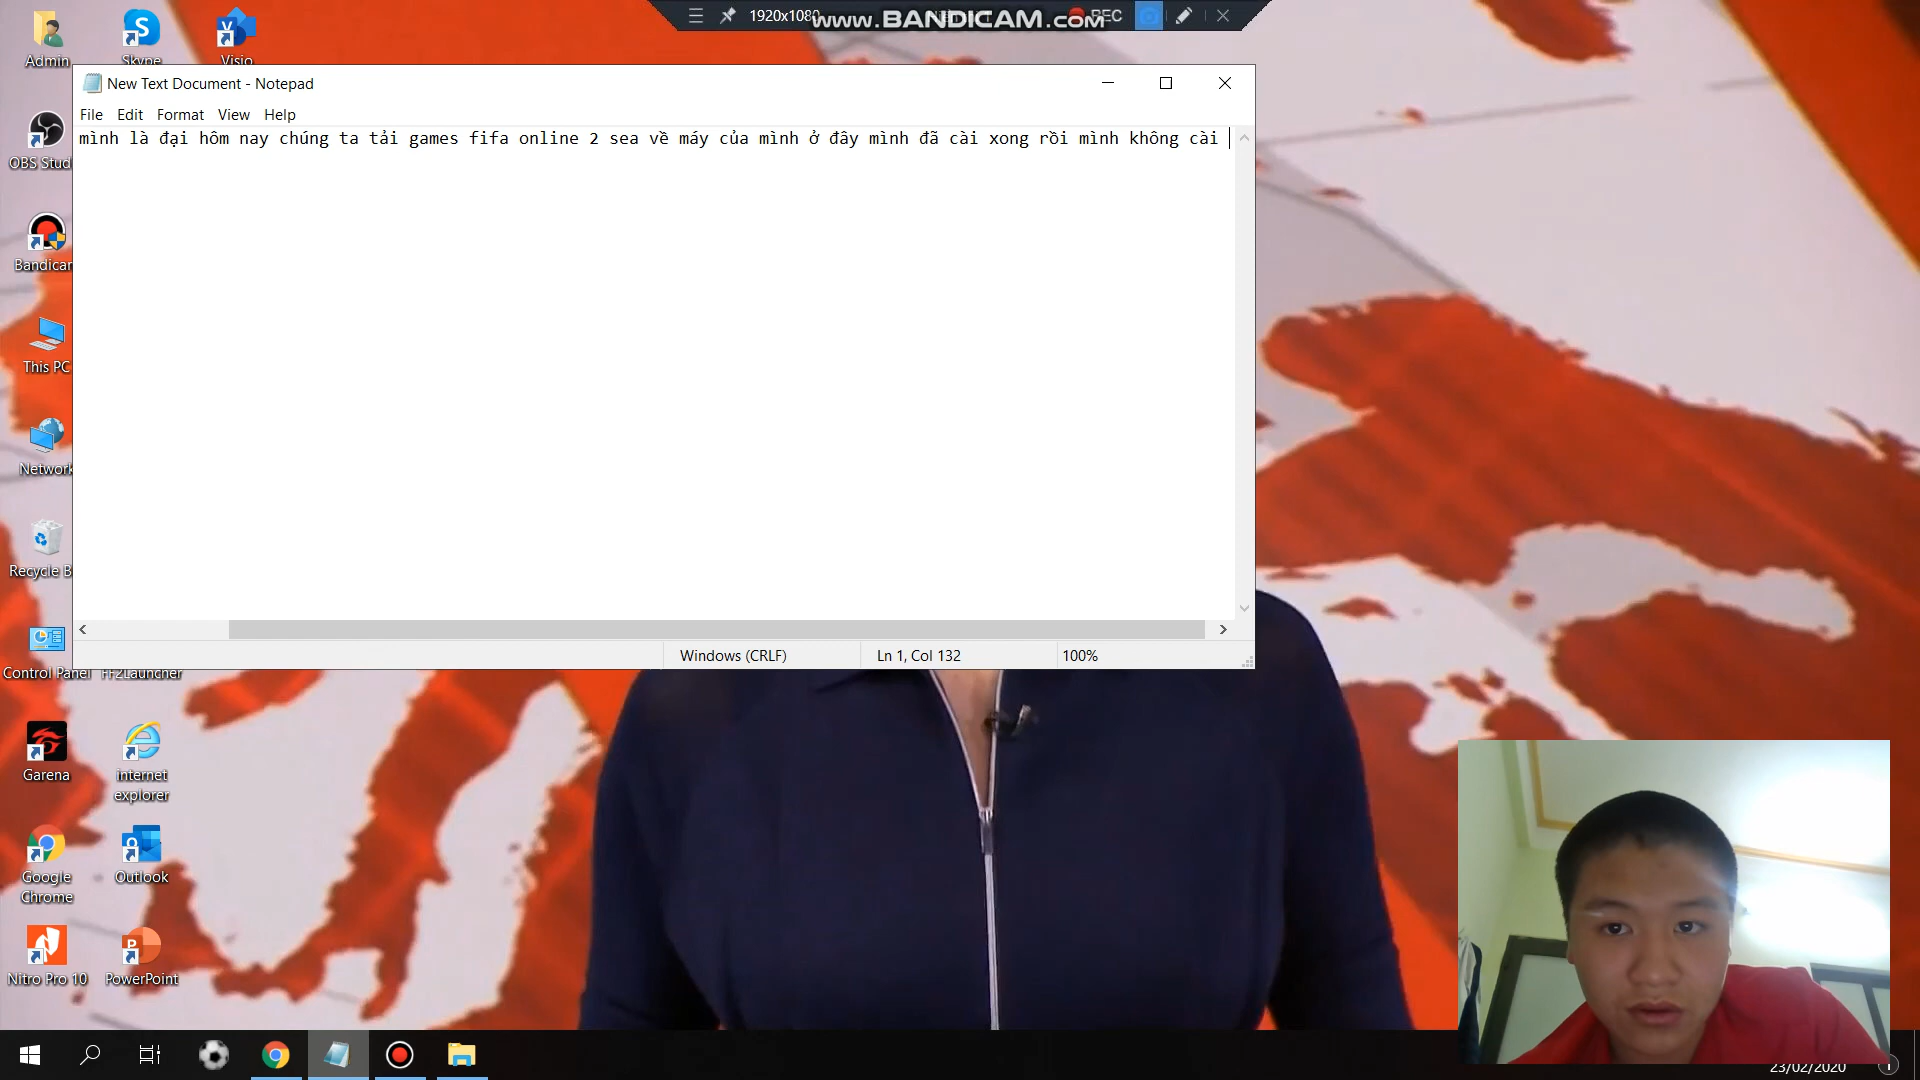 1920x1080
www.BANDICAM.com
REC
Admin
Skype
Visio
New Text Document - Notepad
File Edit Format View Help
mình là đại hôm nay chúng ta tải games fifa online 2 sea về máy của mình ở đây mình đã cài xong rồi mình không cài
OBS Stud
Bandicar
This PC
Network
Recycle B
Control Panel
FF2Launcher
Windows (CRLF)
Ln 1, Col 132
100%
Garena
internet
explorer
Google
Chrome
Outlook
Nitro Pro 10
PowerPoint
23/02/2020